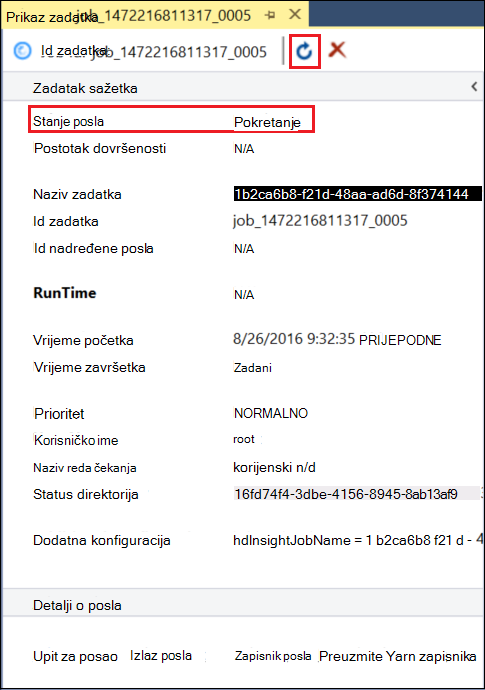 Prikaz zadatka job_1472216811317_0005
Id zadatka job_1472216811317_0005
Zadatak sažetka
Stanje posla Pokretanje
Postotak dovršenosti N/A
Naziv zadatka 1b2ca6b8-f21d-48aa-ad6d-8f374144
Id zadatka job_1472216811317_0005
Id nadređene posla N/A
RunTime N/A
Vrijeme početka 8/26/2016 9:32:35 PRIJEPODNE
Vrijeme završetka Zadani
Prioritet NORMALNO
Korisničko ime root
Naziv reda čekanja korijenski n/d
Status direktorija 16fd74f4-3dbe-4156-8945-8ab13af9
Dodatna konfiguracija hdInsightJobName = 1 b2ca6b8 f21 d - 4
Detalji o posla
Upit za posao Izlaz posla Zapisnik posla Preuzmite Yarn zapisnika